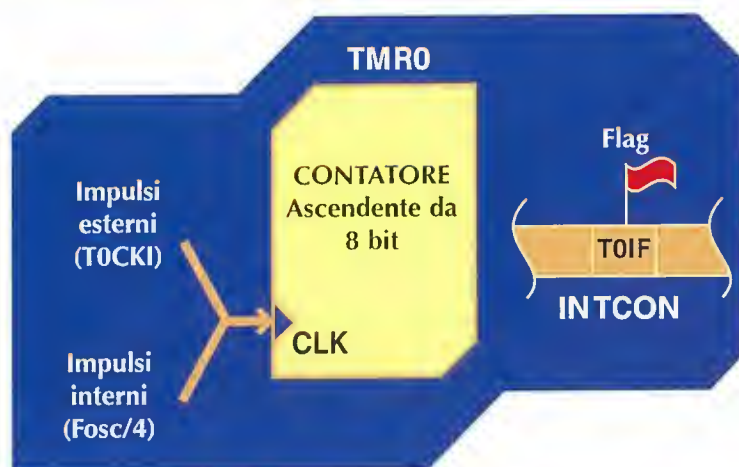 TMR0
Impulsi
esterni
(T0CKI)
CONTATORE
Ascendente da
8 bit
CLK
Impulsi
interni
(Fosc/4)
Flag
T0IF
INTCON